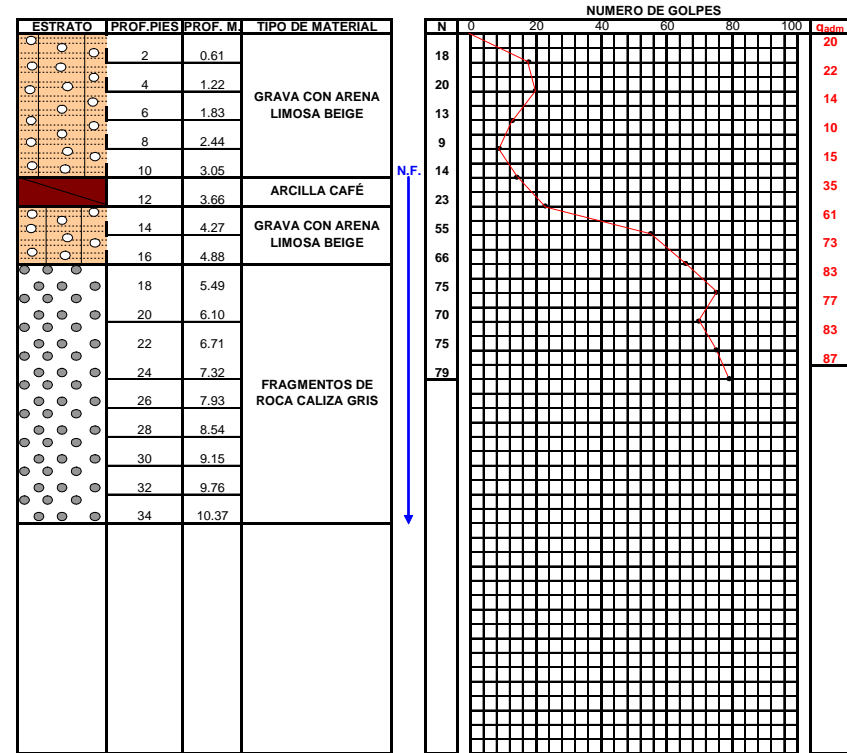 NUMERO DE GOLPES
ESTRATO PROF.PIES PROF. M. TIPO DE MATERIAL N 0 20 40 60 80 100 qadm
20
2 0.61 18
22
4 1.22 20
GRAVA CON ARENA
LIMOSA BEIGE
14
6 1.83 13
10
8 2.44 9
15
10 3.05 N.F. 14
35
12 3.66 ARCILLA CAFÉ 23
61
14 4.27 GRAVA CON ARENA 55
LIMOSA BEIGE
73
16 4.88 66
83
18 5.49 75
77
20 6.10 70
83
22 6.71 75
87
24 7.32 79
FRAGMENTOS DE
ROCA CALIZA GRIS
26 7.93
28 8.54
30 9.15
32 9.76
34 10.37